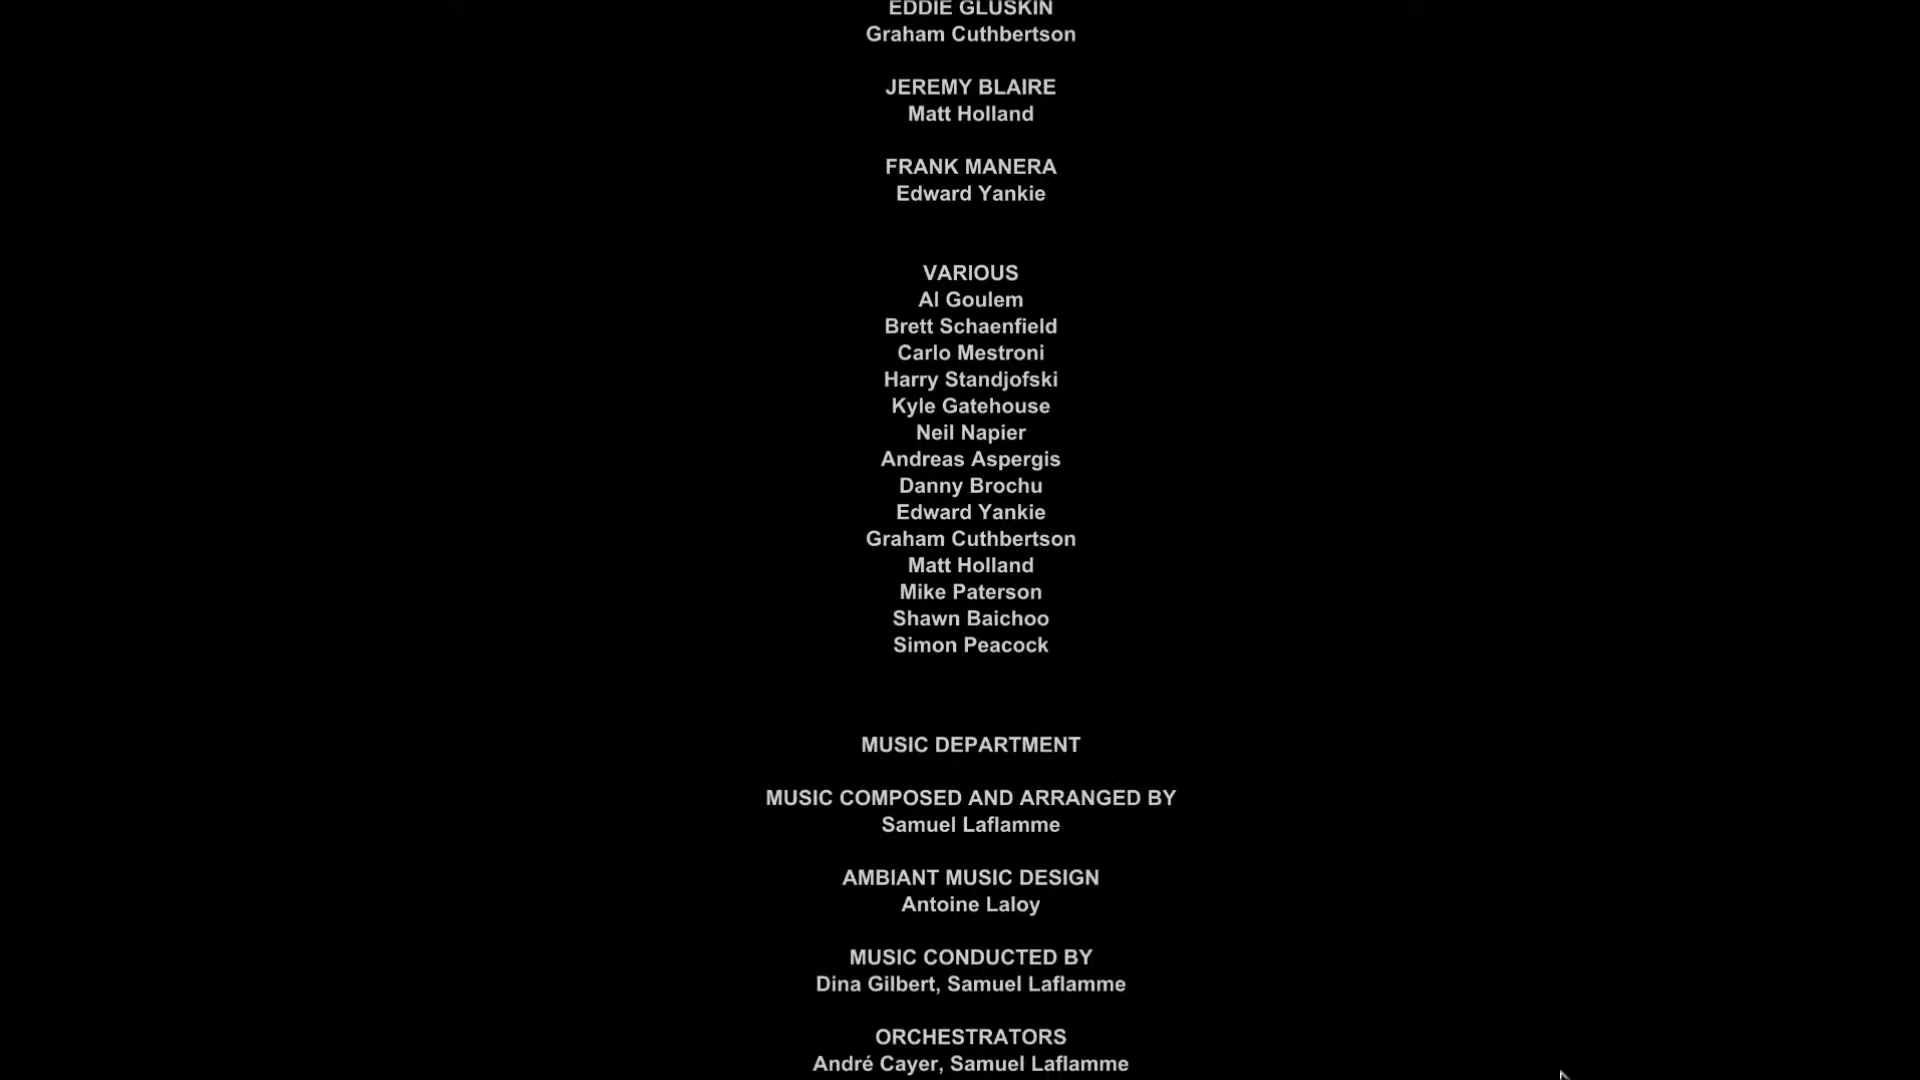 EDDIE GLUSKIN
Graham Cuthbertson
JEREMY BLAIRE
Matt Holland
FRANK MANERA
Edward Yankie
VARIOUS
Al Goulem
Brett Schaenfield
Carlo Mestroni
Harry Standjofski
Kyle Gatehouse
Neil Napier
Andreas Aspergis
Danny Brochu
Edward Yankie
Graham Cuthbertson
Matt Holland
Mike Paterson
Shawn Baichoo
Simon Peacock
MUSIC DEPARTMENT
MUSIC COMPOSED AND ARRANGED BY
Samuel Laflamme
AMBIANT MUSIC DESIGN
Antoine Laloy
MUSIC CONDUCTED BY
Dina Gilbert, Samuel Laflamme
ORCHESTRATORS
André Cayer, Samuel Laflamme